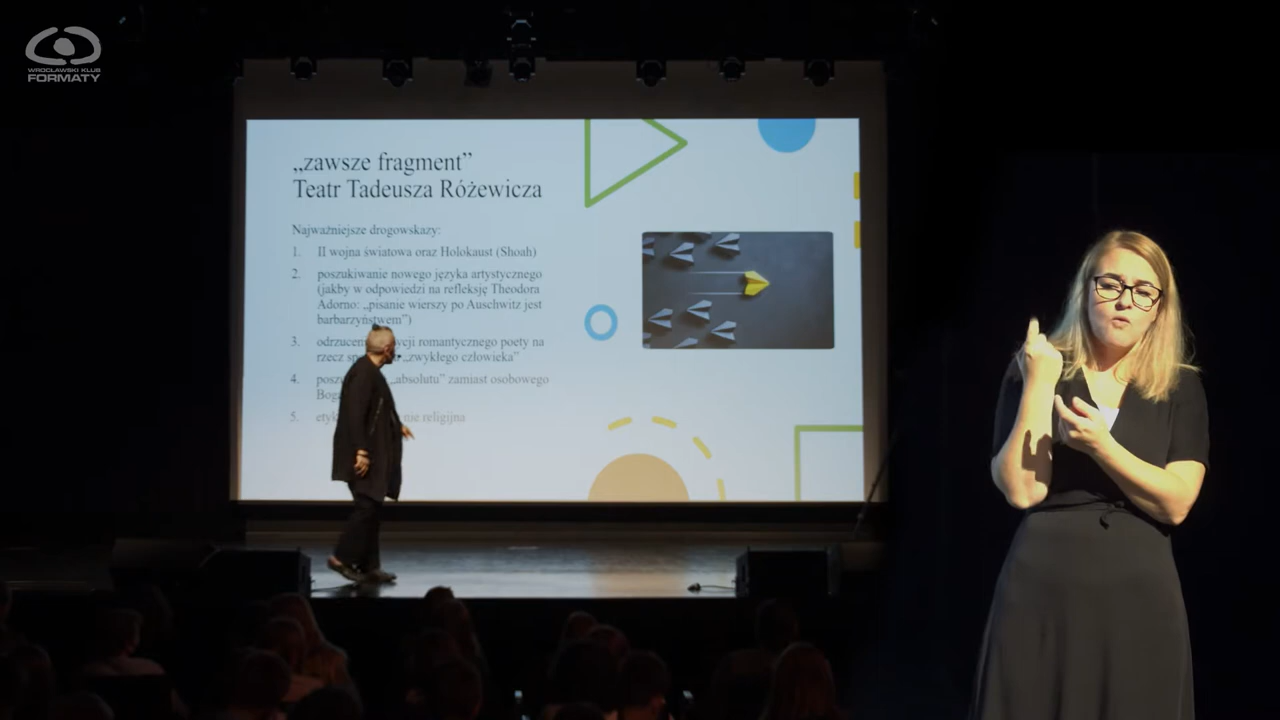 WROCŁAWSKI KLUB
FORMATY
„zawsze fragment”
Teatr Tadeusza Różewicza
Najważniejsze drogowskazy:
1. II wojna światowa oraz Holokaust (Shoah)
2. poszukiwanie nowego języka artystycznego
(jakby w odpowiedzi na refleksję Theodora
Adorno: „pisanie wierszy po Auschwitz jest
barbarzyństwem”)
3. poety na
rzecz „zwykłego człowieka”
4. „absolutu” zamiast osobowego
5. nie religijna